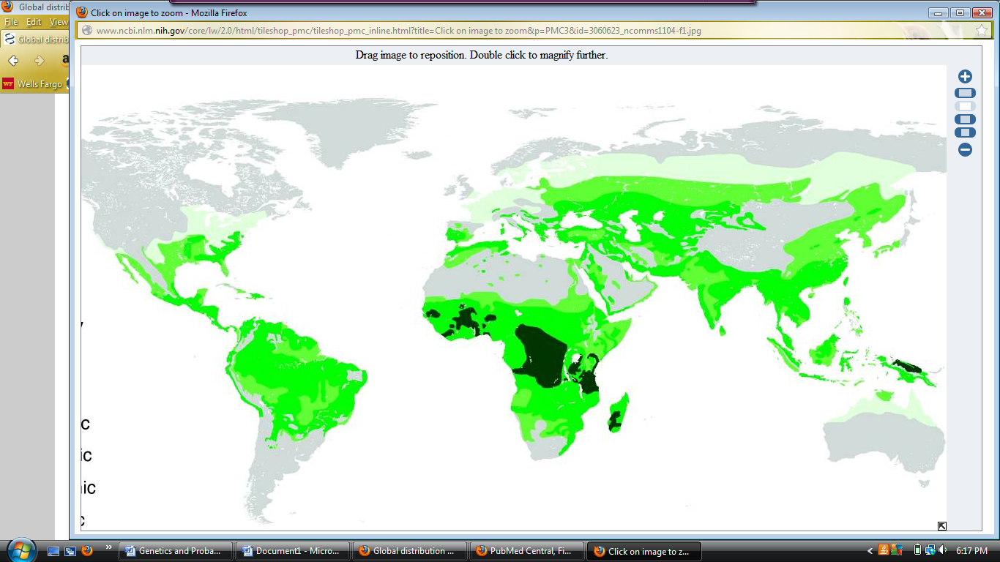 Global distrib
Click on image to zoom - Mozilla Firefox
File Edit View
www.ncbi.nlm.nih.gov/core/lw/2.0/html/tileshop_pmc/tileshop_pmc_inline.html?title=Click on image to zoom&p=PMC3&id=3060623_ncomms1104-f1.jpg
Global distrib
Drag image to reposition. Double click to magnify further.
a
WF Wells Fargo
c
ic
ic
c
Genetics and Proba... Document1 - Micro... Global distribution ... PubMed Central, Fi... Click on image to z... 6:17 PM